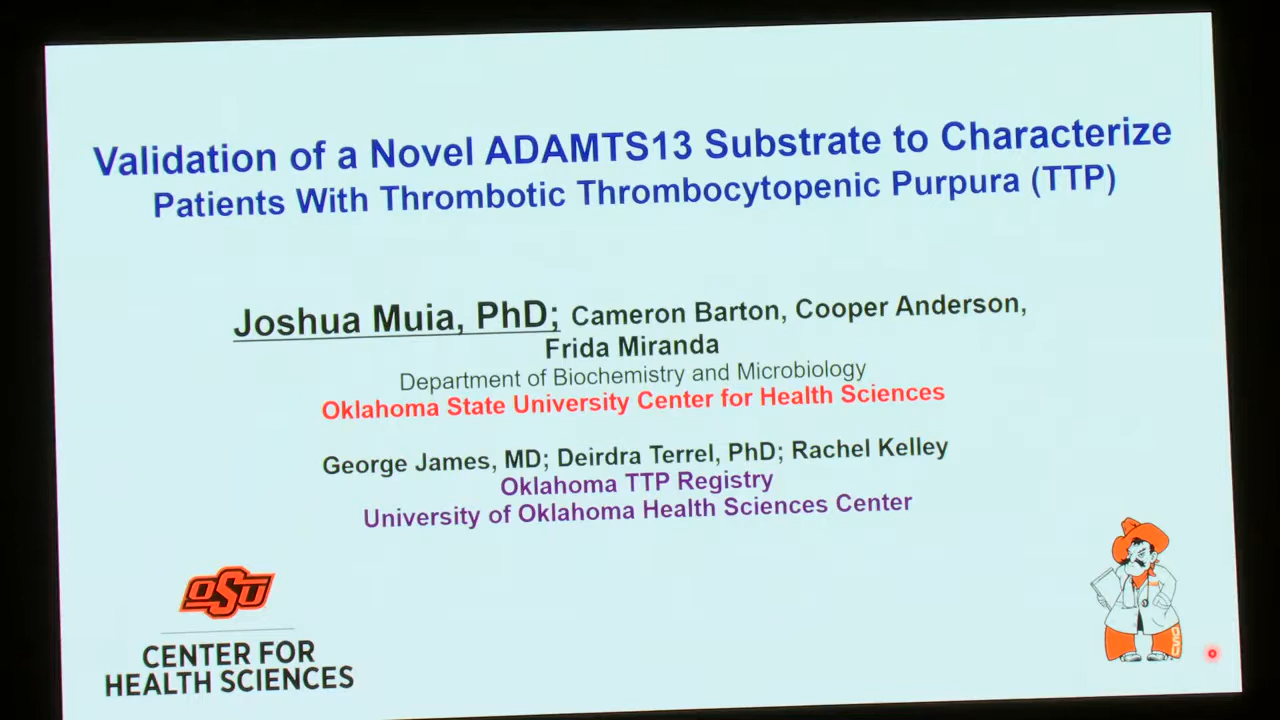 Validation of a Novel ADAMTS13 Substrate to Characterize
Patients With Thrombotic Thrombocytopenic Purpura (TTP)
Joshua Muia, PhD; Cameron Barton, Cooper Anderson,
Frida Miranda
Department of Biochemistry and Microbiology
Oklahoma State University Center for Health Sciences
George James, MD; Deirdra Terrel, PhD; Rachel Kelley
Oklahoma TTP Registry
University of Oklahoma Health Sciences Center
OSU
CENTER FOR
HEALTH SCIENCES